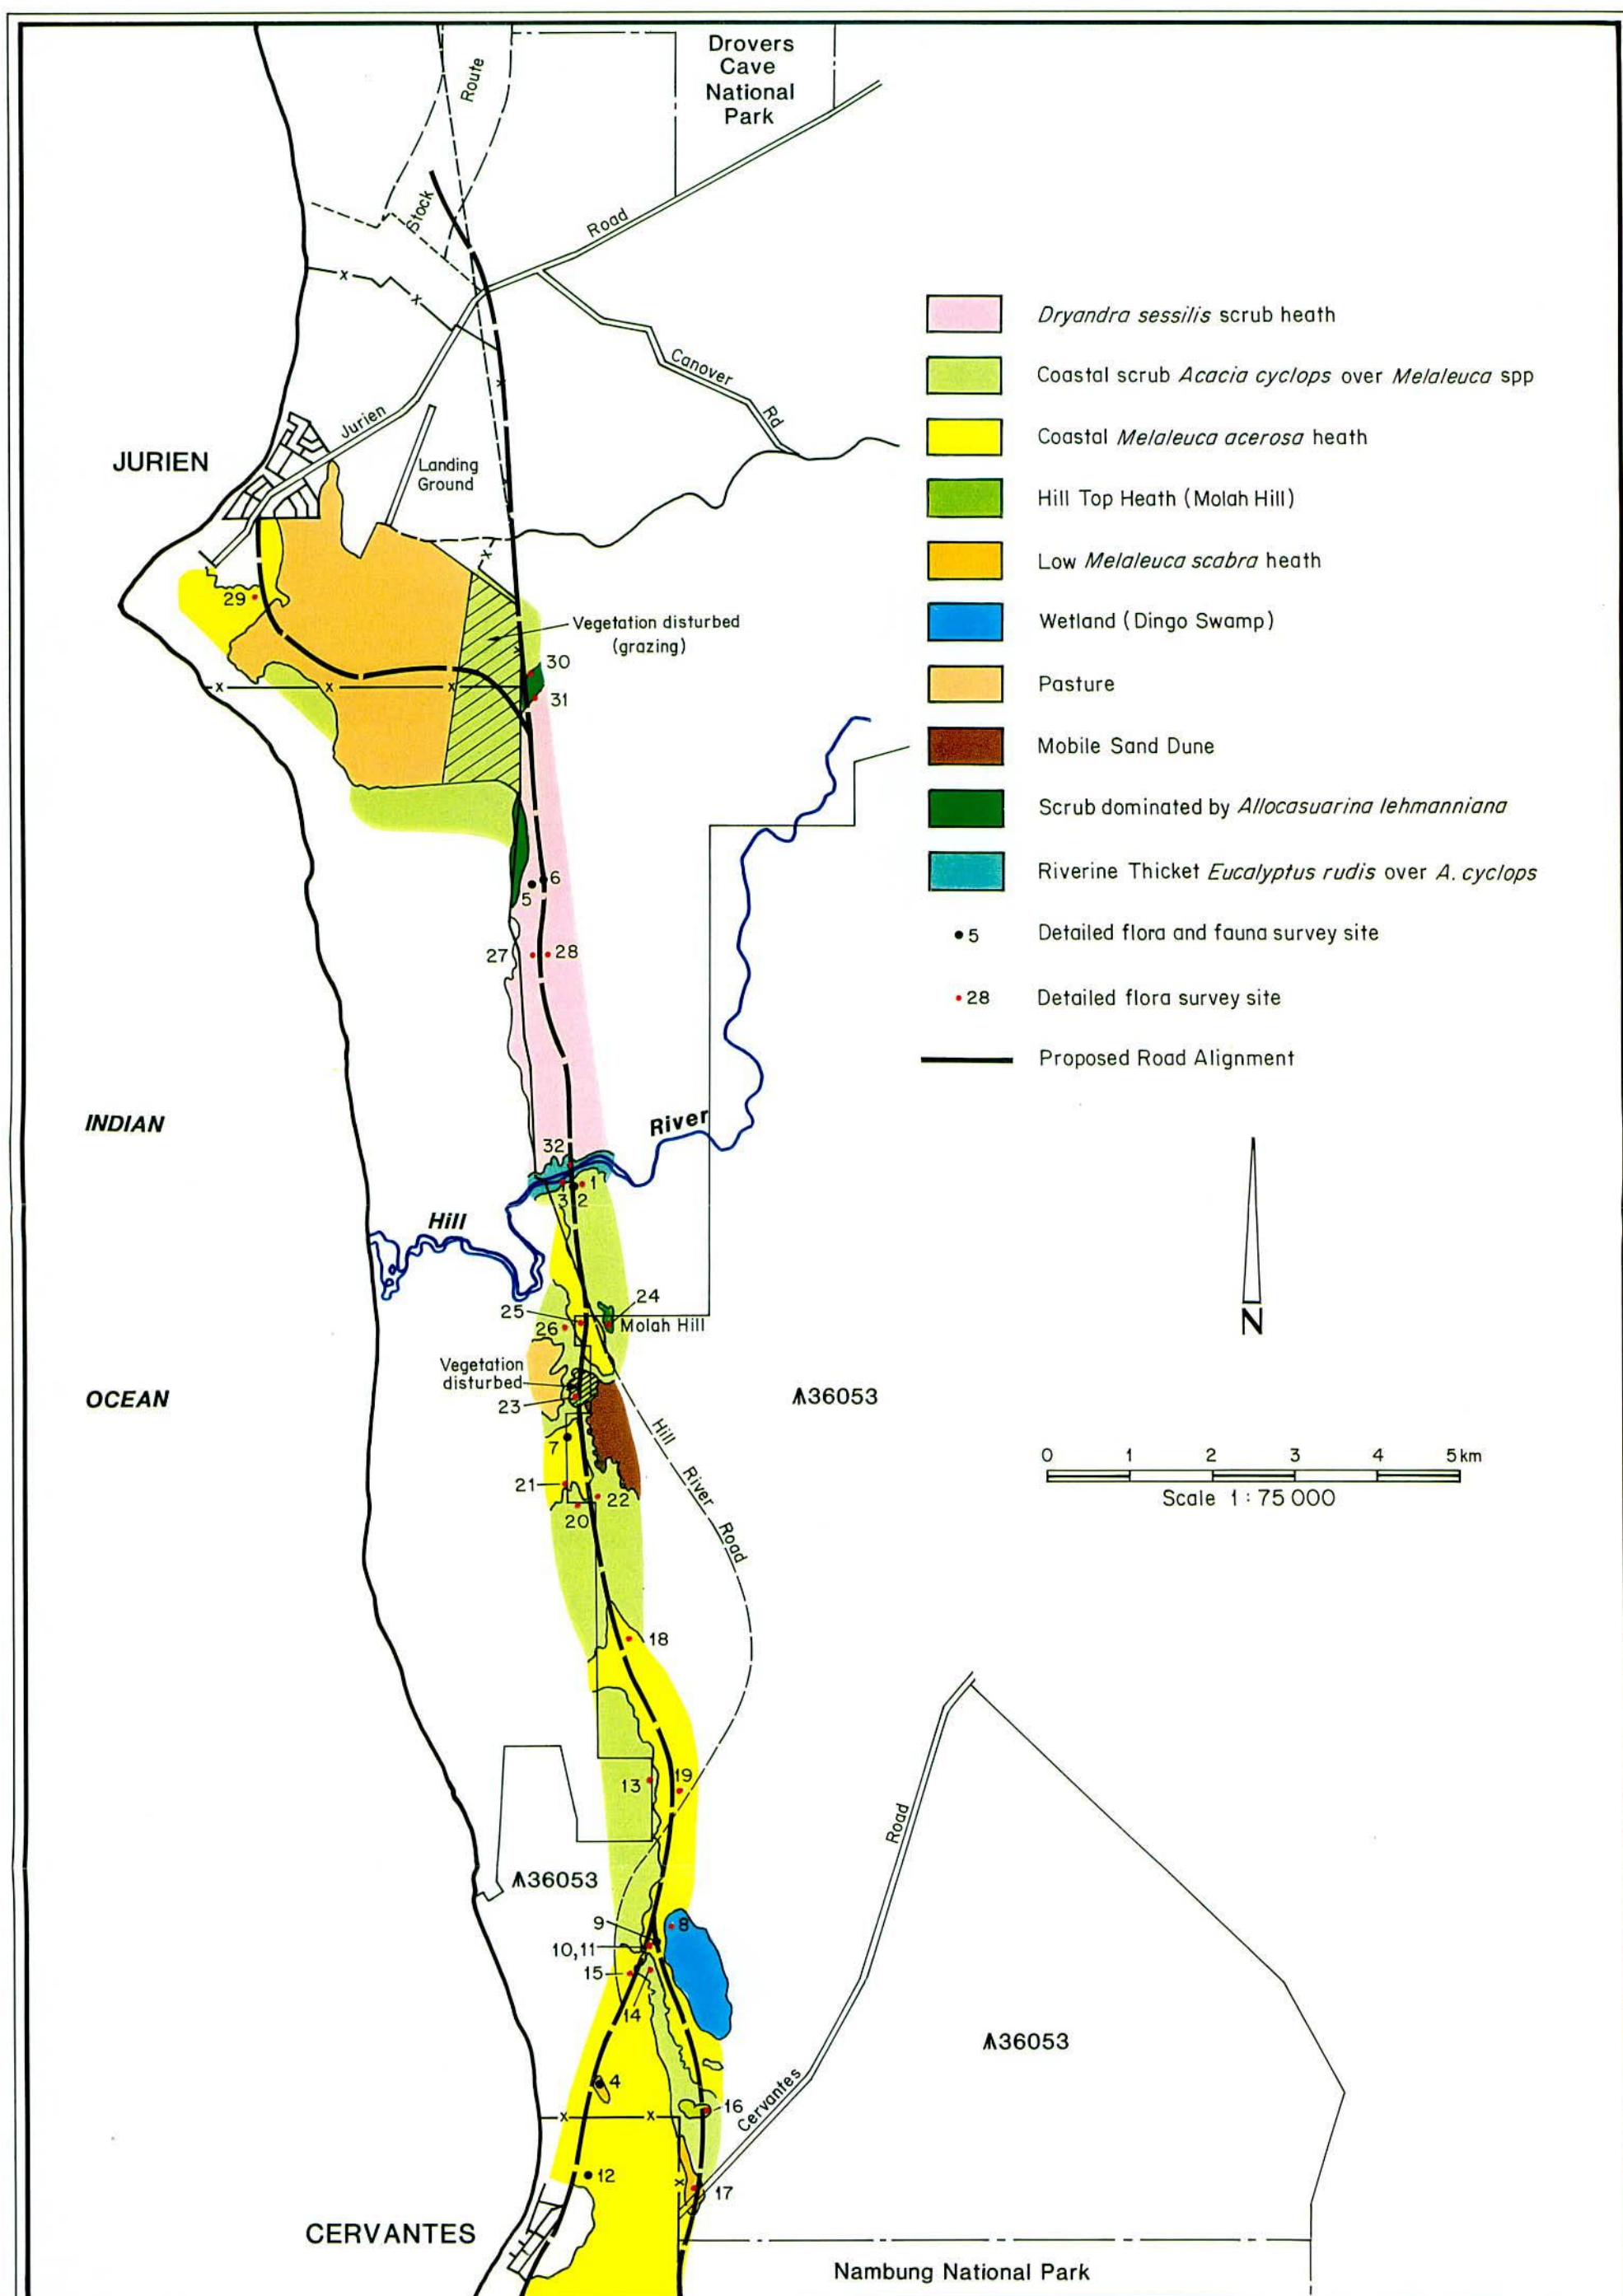 Drovers
Cave
National
Park
Route
Stock
Road
Canover
Rd
Jurien
JURIEN
Landing
Ground
29
Vegetation disturbed
(grazing)
30
31
6
5
27
28
INDIAN
River
32
1
3
2
Hill
24
25
Molah Hill
26
Vegetation
disturbed
23
OCEAN
36053
7
Hill
River
Road
21
22
20
18
13
19
Road
36053
9
8
10,11
15
14
36053
4
16
Cervantes
12
17
CERVANTES
Nambung National Park
Dryandra sessilis scrub heath
Coastal scrub Acacia cyclops over Melaleuca spp
Coastal Melaleuca acerosa heath
Hill Top Heath (Molah Hill)
Low Melaleuca scabra heath
Wetland (Dingo Swamp)
Pasture
Mobile Sand Dune
Scrub dominated by Allocasuarina lehmanniana
Riverine Thicket Eucalyptus rudis over A. cyclops
5 Detailed flora and fauna survey site
28 Detailed flora survey site
Proposed Road Alignment
N
0 1 2 3 4 5km
Scale 1 : 75 000